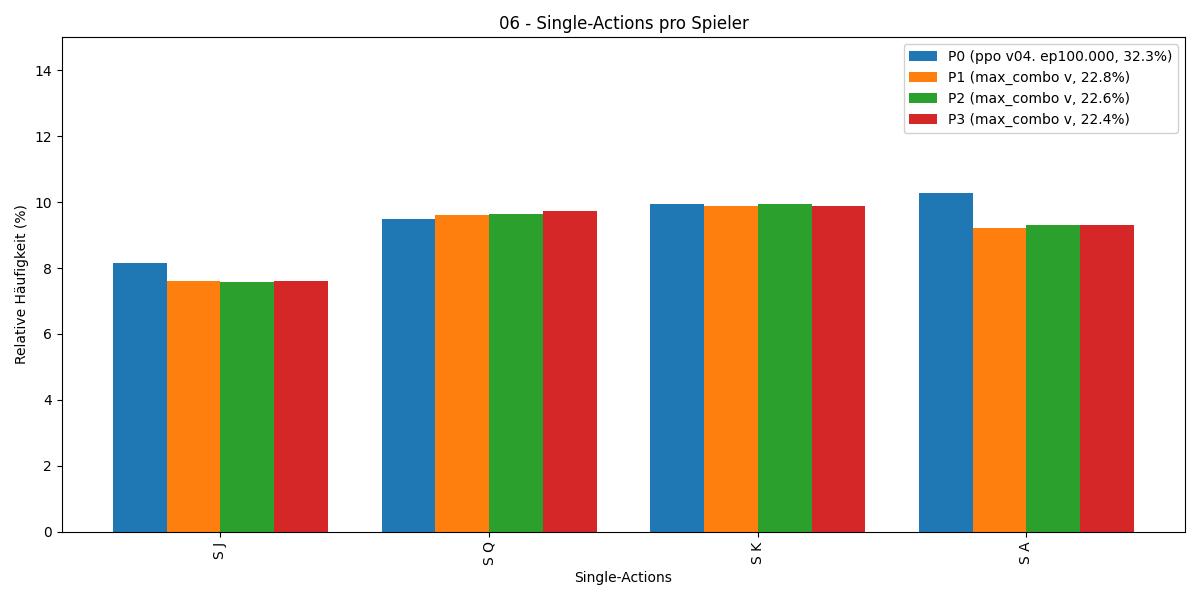 06 - Single-Actions pro Spieler
P0 (ppo v04. ep100.000, 32.3%)
P1 (max_combo v, 22.8%)
P2 (max_combo v, 22.6%)
P3 (max_combo v, 22.4%)
Relative Häufigkeit (%)
14
12
10
8
6
4
2
0
S J
S Q
S K
S A
Single-Actions